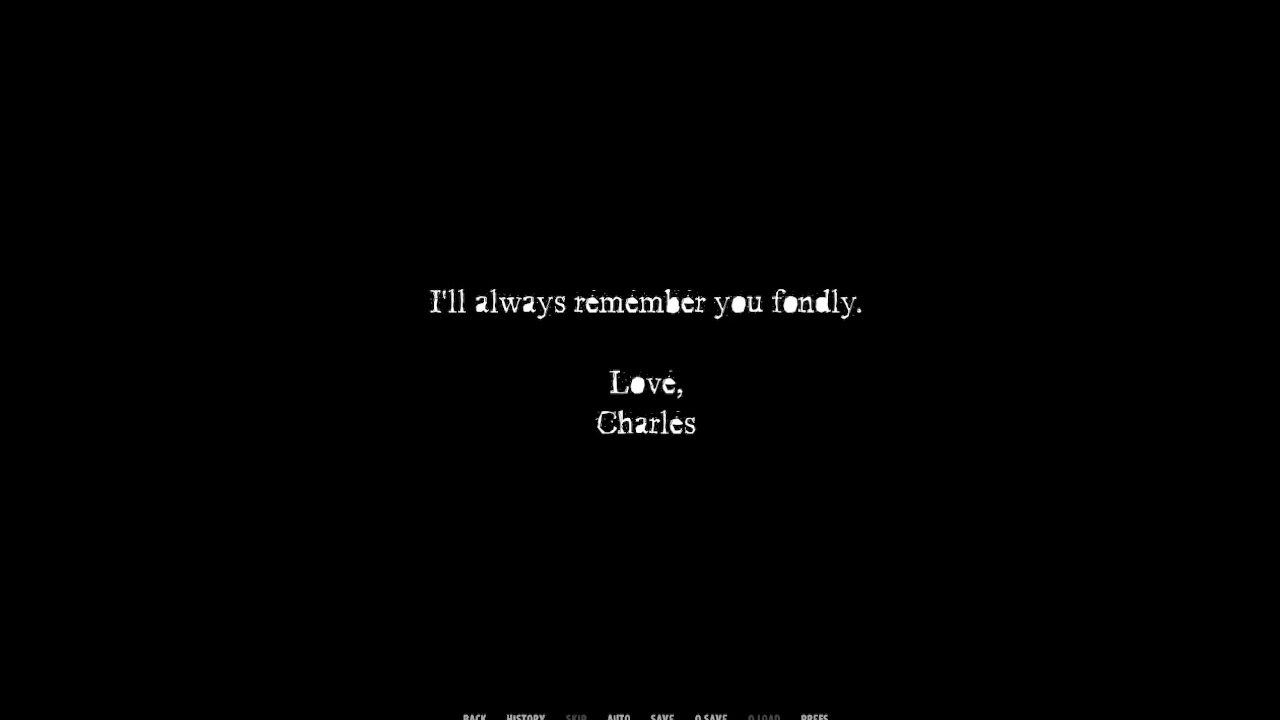 I'll always remember you fondly.
Love,
Charles
BACK HISTORY SKIP AUTO SAVE Q.SAVE Q.LOAD PREFS